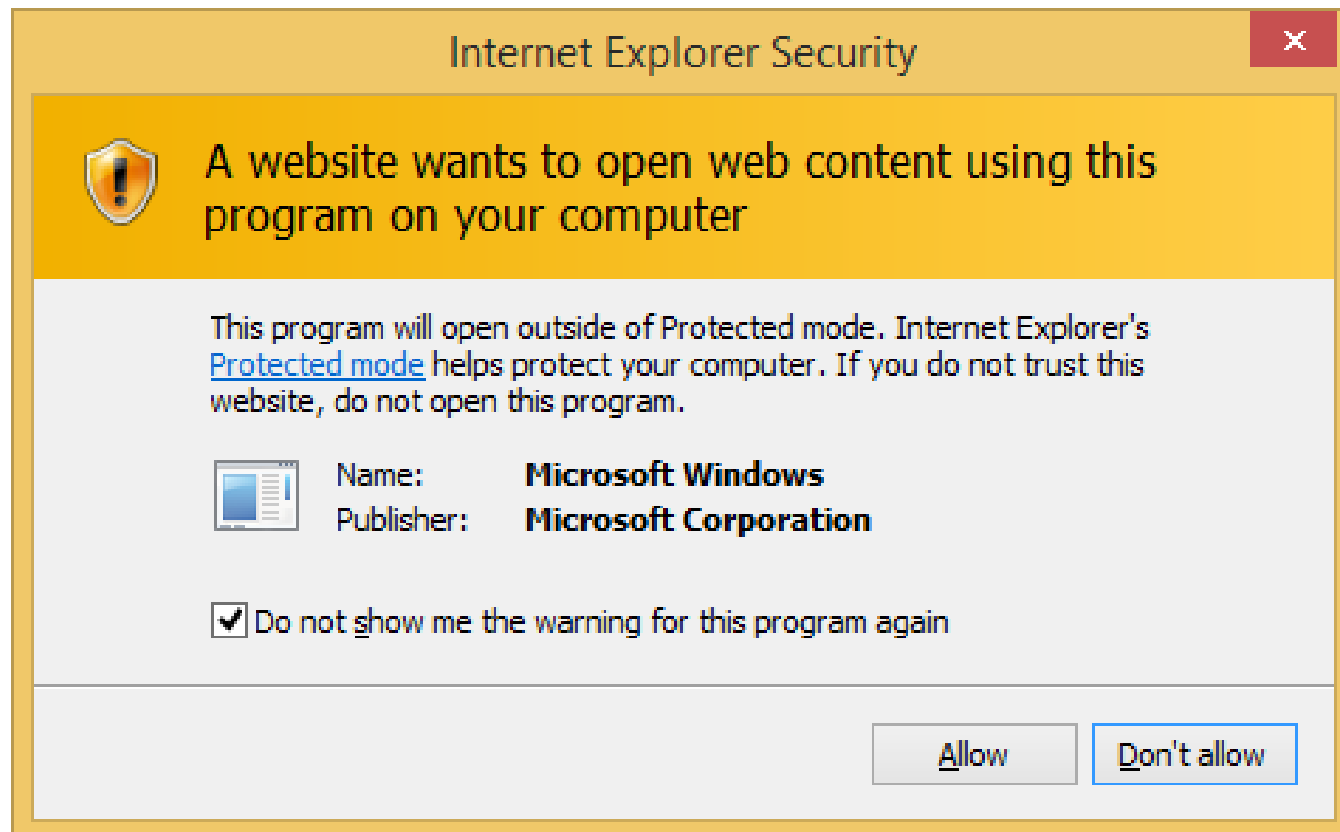 Internet Explorer Security
A website wants to open web content using this
program on your computer
This program will open outside of Protected mode. Internet Explorer's
Protected mode helps protect your computer. If you do not trust this
website, do not open this program.
Name: Microsoft Windows
Publisher: Microsoft Corporation
Do not show me the warning for this program again
Allow Don't allow